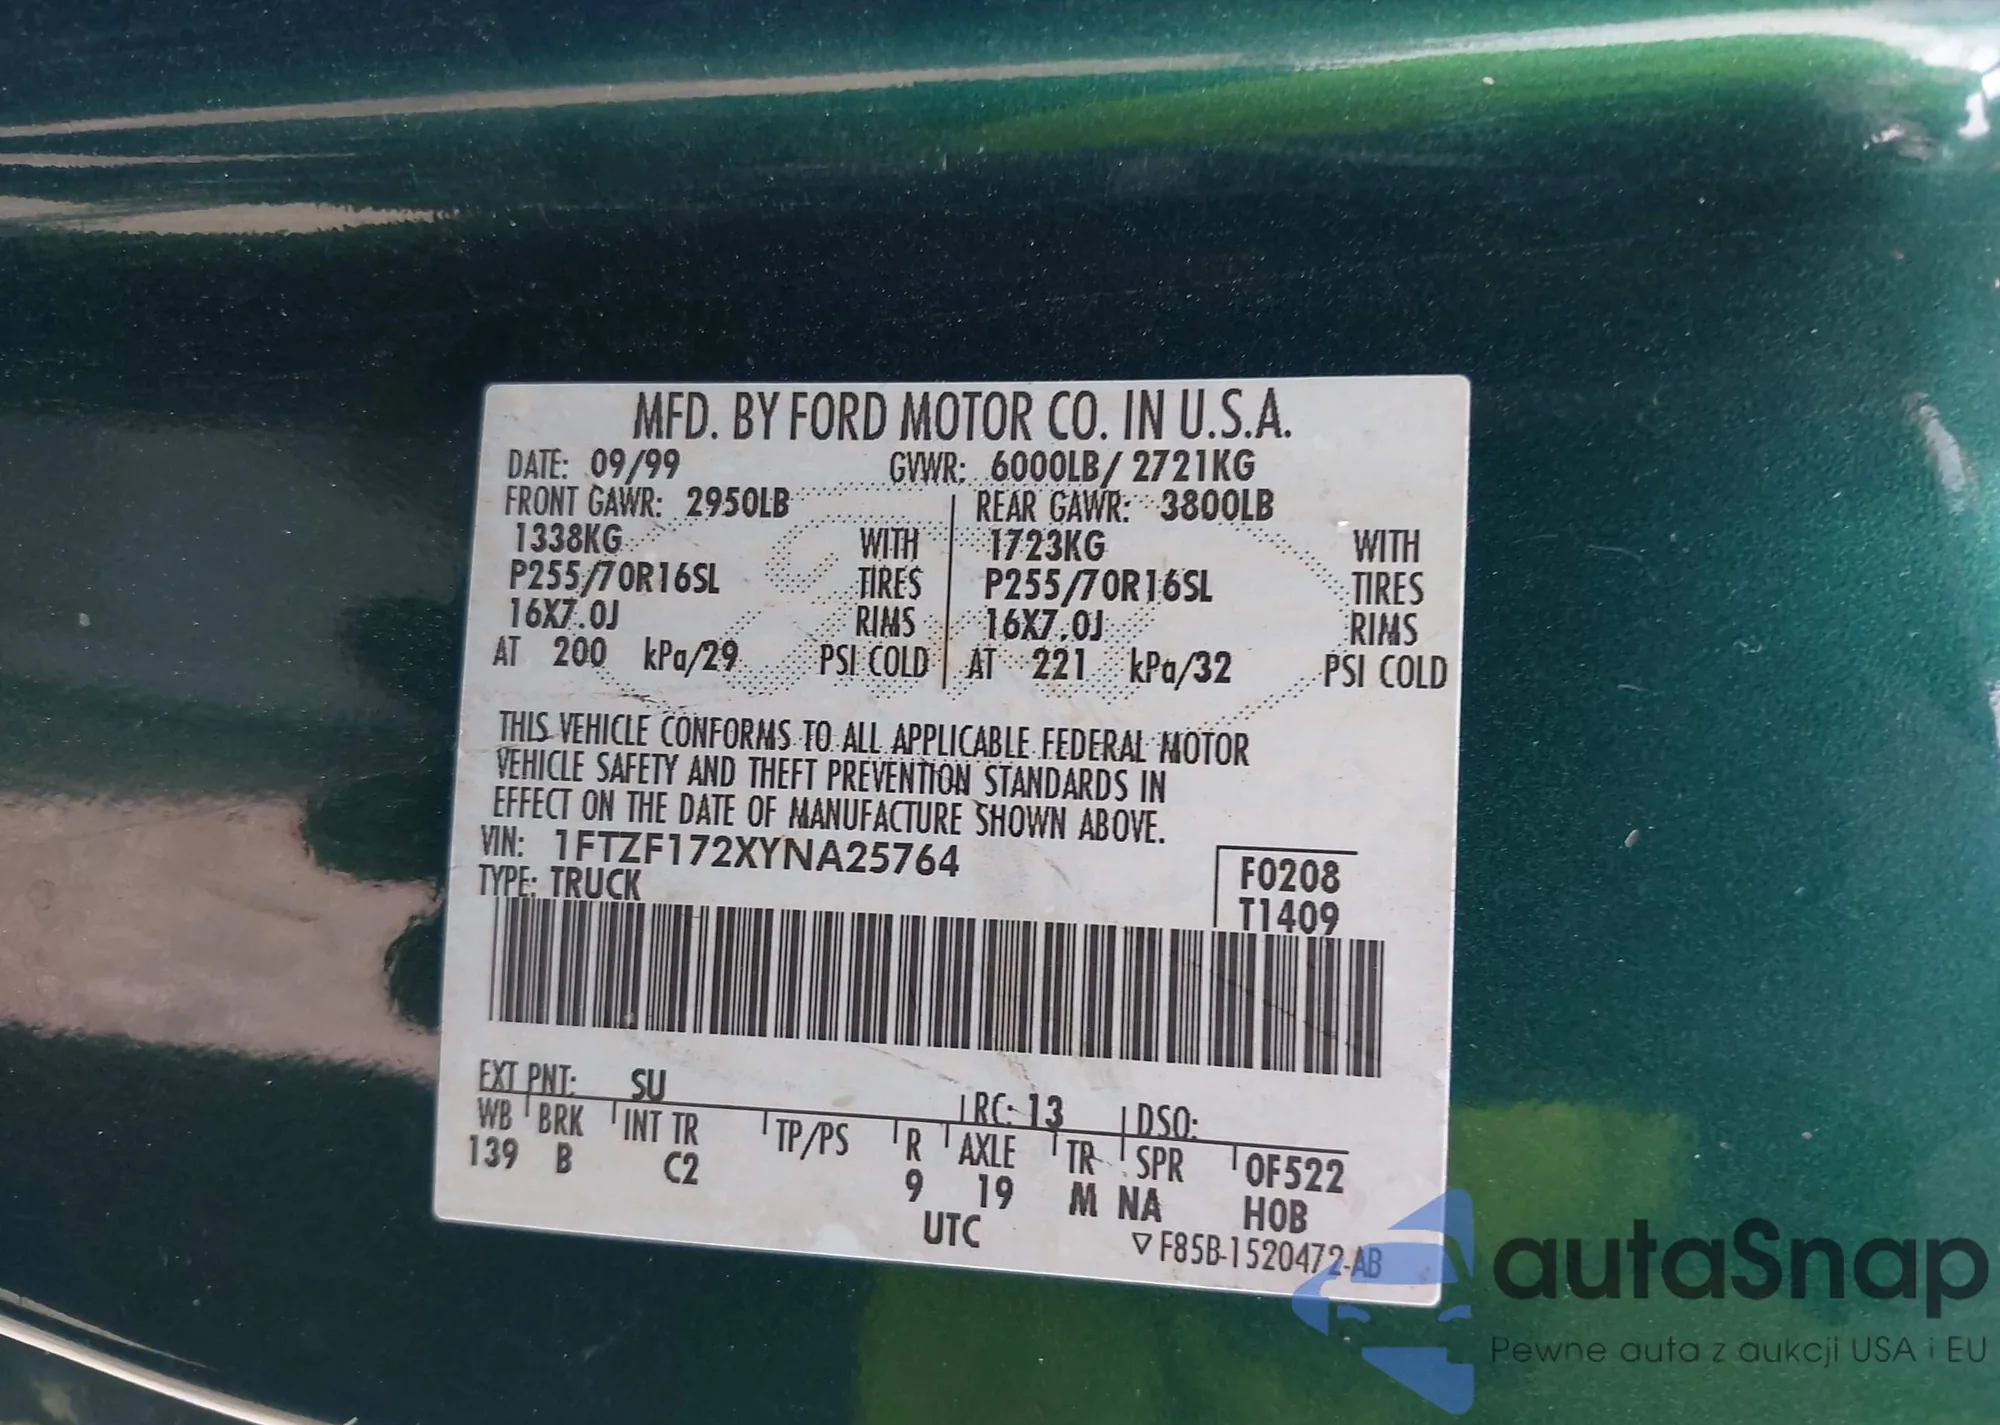 MFD. BY FORD MOTOR CO. IN U.S.A.
DATE: 09/99 GVWR: 6000LB/ 2721KG
FRONT GAWR: 2950LB REAR GAWR: 3800LB
1338KG WITH 1723KG WITH
P255/70R16SL TIRES P255/70R16SL TIRES
16X7.0J RIMS 16X7.0J RIMS
AT 200 kPa/29 PSI COLD AT 221 kPa/32 PSI COLD
THIS VEHICLE CONFORMS TO ALL APPLICABLE FEDERAL MOTOR
VEHICLE SAFETY AND THEFT PREVENTION STANDARDS IN
EFFECT ON THE DATE OF MANUFACTURE SHOWN ABOVE.
VIN: 1FTZF172XYNA25764
TYPE: TRUCK
F0208
T1409
EXT PNT: SU RC: 13 DSO:
WB BRK INT TR TP/PS R AXLE TR SPR 0F522
139 B C2 9 19 M NA H0B
UTC
▽ F85B-1520472-AB
autaSnap
Pewne auta z aukcji USA i EU